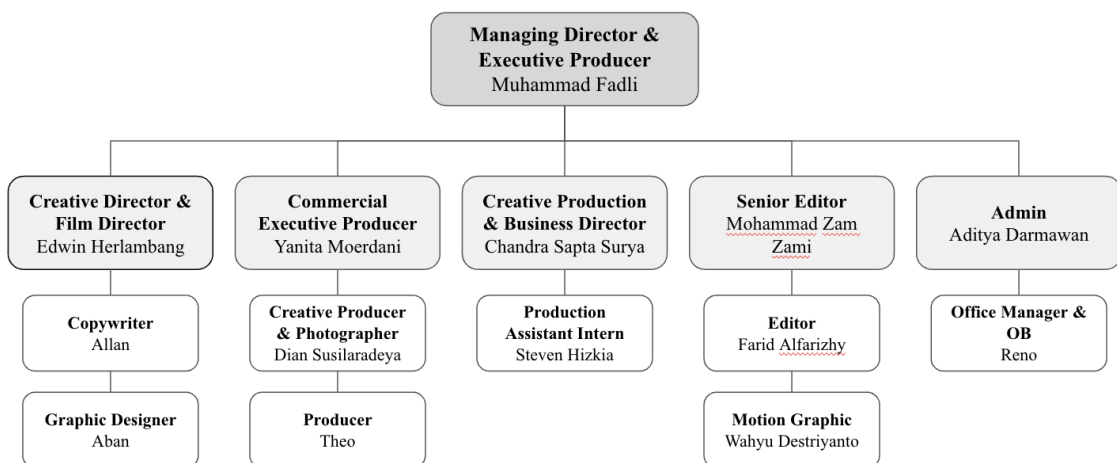 Managing Director &
Executive Producer
Muhammad Fadli
Creative Director &
Film Director
Edwin Herlambang
Commercial
Executive Producer
Yanita Moerdani
Creative Production
& Business Director
Chandra Sapta Surya
Senior Editor
Mohammad Zam
Zami
Admin
Aditya Darmawan
Copywriter
Allan
Creative Producer
& Photographer
Dian Susilaradeya
Production
Assistant Intern
Steven Hizkia
Editor
Farid Alfarizhy
Office Manager &
OB
Reno
Graphic Designer
Aban
Producer
Theo
Motion Graphic
Wahyu Destriyanto